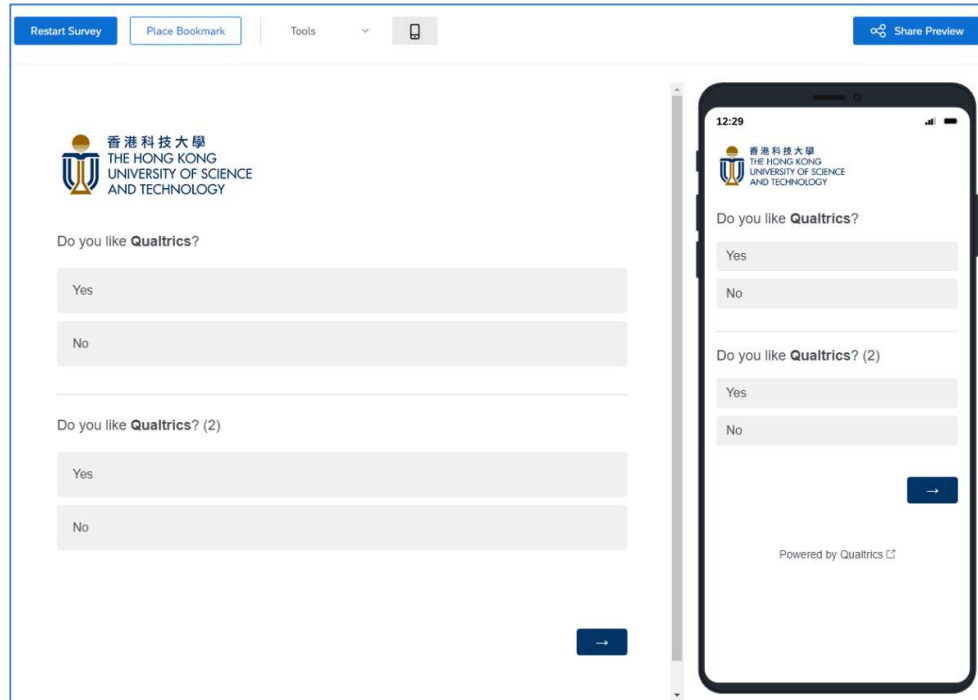 Restart Survey
Place Bookmark
Tools
Share Preview
香港科技大學
THE HONG KONG
UNIVERSITY OF SCIENCE
AND TECHNOLOGY
Do you like Qualtrics?
Yes
No
Do you like Qualtrics? (2)
Yes
No
→
12:29
香港科技大學
THE HONG KONG
UNIVERSITY OF SCIENCE
AND TECHNOLOGY
Do you like Qualtrics?
Yes
No
Do you like Qualtrics? (2)
Yes
No
→
Powered by Qualtrics